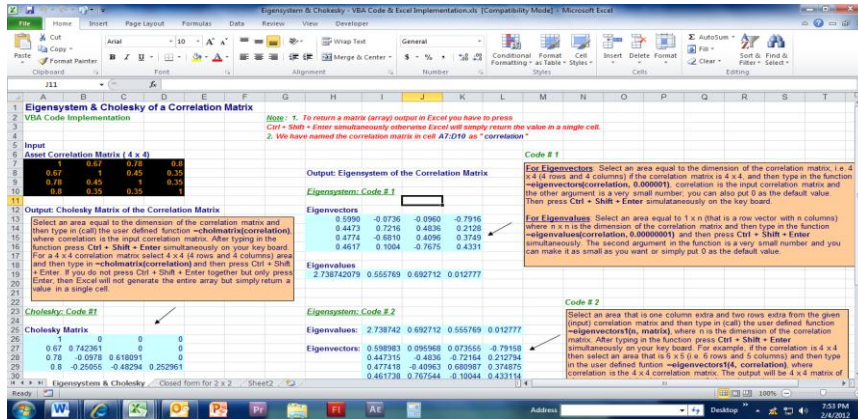 Eigensystem & Chokesky - VBA Code & Excel Implementation.xls [Compatibility Mode] - Microsoft Excel
File Home Insert Page Layout Formulas Data Review View Developer
Cut
Copy
Format Painter
Paste
Clipboard
Arial 10
B I U
Font
Wrap Text
Merge & Center
Alignment
General
$ - % ,
Number
Conditional Formatting
Format as Table
Cell Styles
Styles
Insert Delete Format
Cells
AutoSum
Fill
Clear
Sort & Filter
Find & Select
Editing
J11 fx
A B C D E F G H I J K L M N O P Q R S T
Eigensystem & Cholesky of a Correlation Matrix
VBA Code Implementation
Note : 1. To return a matrix (array) output in Excel you have to press
Ctrl + Shift + Enter simultaneously otherwise Excel will simply return the value in a single cell.
2. We have named the correlation matrix in cell A7:D10 as " correlation "
Input
Asset Correlation Matrix ( 4 x 4)
1 0.67 0.78 0.8
0.67 1 0.45 0.35
0.78 0.45 1 0.35
0.8 0.35 0.35 1
Output: Cholesky Matrix of the Correlation Matrix
Select an area equal to the dimension of the correlation matrix and
then type in (call) the user defined function =cholmatrix(correlation),
where correlation is the input correlation matrix. After typing in the
function press Ctrl + Shift + Enter simultaneously on your key board.
For a 4 x 4 correlation matrix select 4 x 4 (4 rows and 4 columns) area
and then type in =cholmatrix(correlation) and then press Ctrl + Shift
+ Enter. If you do not press Ctrl + Shift + Enter together but only press
Enter, then Excel will not generate the entire array but simply return a
value in a single cell.
Cholesky: Code #1
Cholesky Matrix
1 0 0 0
0.67 0.742361 0 0
0.78 -0.0978 0.618091 0
0.8 -0.25055 -0.48294 0.252961
Output: Eigensystem of the Correlation Matrix
Eigensystem: Code # 1
Eigenvectors
0.5990 -0.0736 -0.0960 -0.7916
0.4473 0.7216 0.4836 0.2128
0.4774 -0.6810 0.4096 0.3749
0.4617 0.1004 -0.7675 0.4331
Eigenvalues
2.738742079 0.555769 0.692712 0.012777
Eigensystem: Code # 2
Eigenvalues: 2.738742 0.692712 0.555769 0.012777
Eigenvectors: 0.598983 0.095968 0.073555 -0.79158
0.447315 -0.4836 -0.72164 0.212794
0.477418 -0.40963 0.680987 0.374875
0.461738 0.767544 -0.10044 0.433114
Code # 1
For Eigenvectors: Select an area equal to the dimension of the correlation matrix, i.e. 4
x 4 (4 rows and 4 columns) if the correlation matrix is 4 x 4, and then type in the function
=eigenvectors(correlation, 0.000001). correlation is the input correlation matrix and
the other argument is a very small number; you can also put 0 as the default value.
Then press Ctrl + Shift + Enter simulatenously on the key board.
For Eigenvalues: Select an area equal to 1 x n (that is a row vector with n columns)
where n x n is the dimension of the correlation matrix and then type in the function
=eigenvalues(correlation, 0.00000001) and then press Ctrl + Shift + Enter
simultaneously. The second argument in the function is a very small number and you
can make it as small as you want or simply put 0 as the default value.
Code # 2
Select an area that is one column extra and two rows extra from the given
(input) correlation matrix and then type in (call) the user defined function
=eigenvectors1(n, matrix), where n is the dimension of the correlation
matrix. After typing in the function press Ctrl + Shift + Enter
simultaneously on your key board. For example, if the correlation is 4 x 4
then select an area that is 6 x 5 (i.e. 6 rows and 5 columns) and then type
in the user defined funtion =eigenvectors1(4, correlation), where
correlation is the 4 x 4 correlation matrix. The output will be 4 x 4 matrix of
Eigensystem & Cholesky Closed form for 2 x 2 Sheet2
Ready 100%
Address Desktop 7:53 PM
2/4/2012